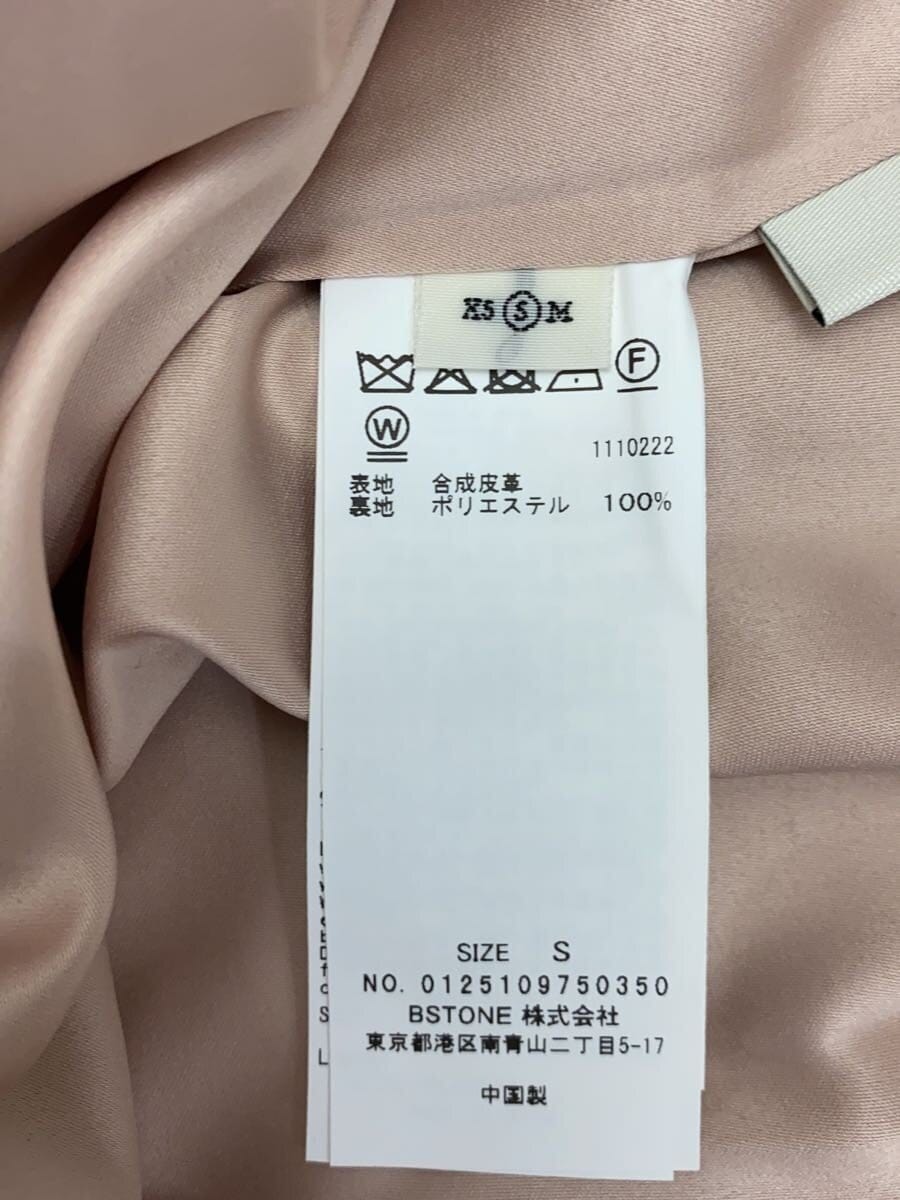 XS S M
F
W
1110222
表地 合成皮革
裏地 ポリエステル 100%
SIZE S
NO. 0125109750350
BSTONE 株式会社
東京都港区南青山二丁目5-17
中国製
S
L